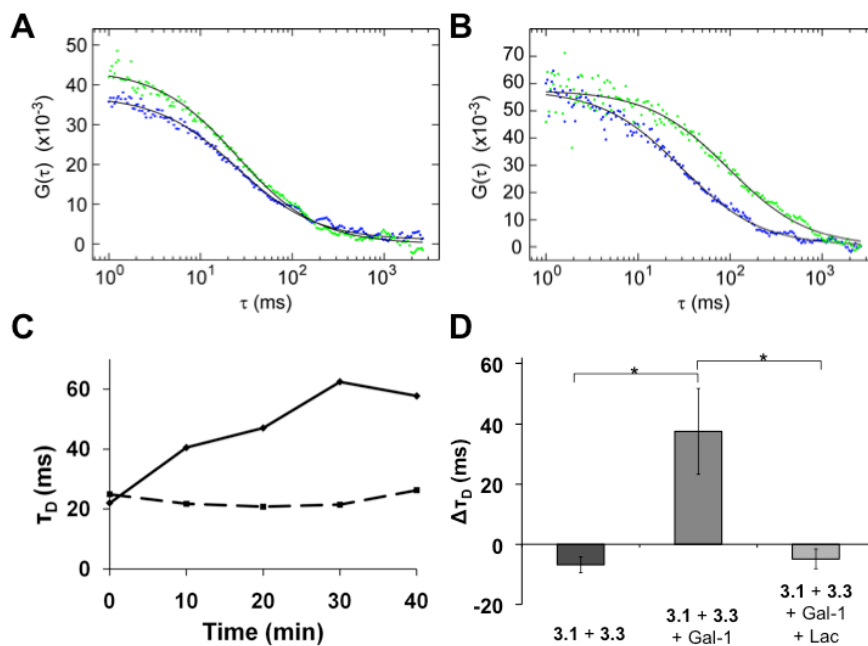 A
50
40
30
20
10
0
G(τ) (x10⁻³)
10⁰ 10¹ 10² 10³
τ (ms)
B
70
60
50
40
30
20
10
0
G(τ) (x10⁻³)
10⁰ 10¹ 10² 10³
τ (ms)
C
80
60
40
20
0
τD (ms)
0 10 20 30 40
Time (min)
D
60
40
20
0
-20
ΔτD (ms)
*
*
3.1 + 3.3
3.1 + 3.3
+ Gal-1
3.1 + 3.3
+ Gal-1
+ Lac